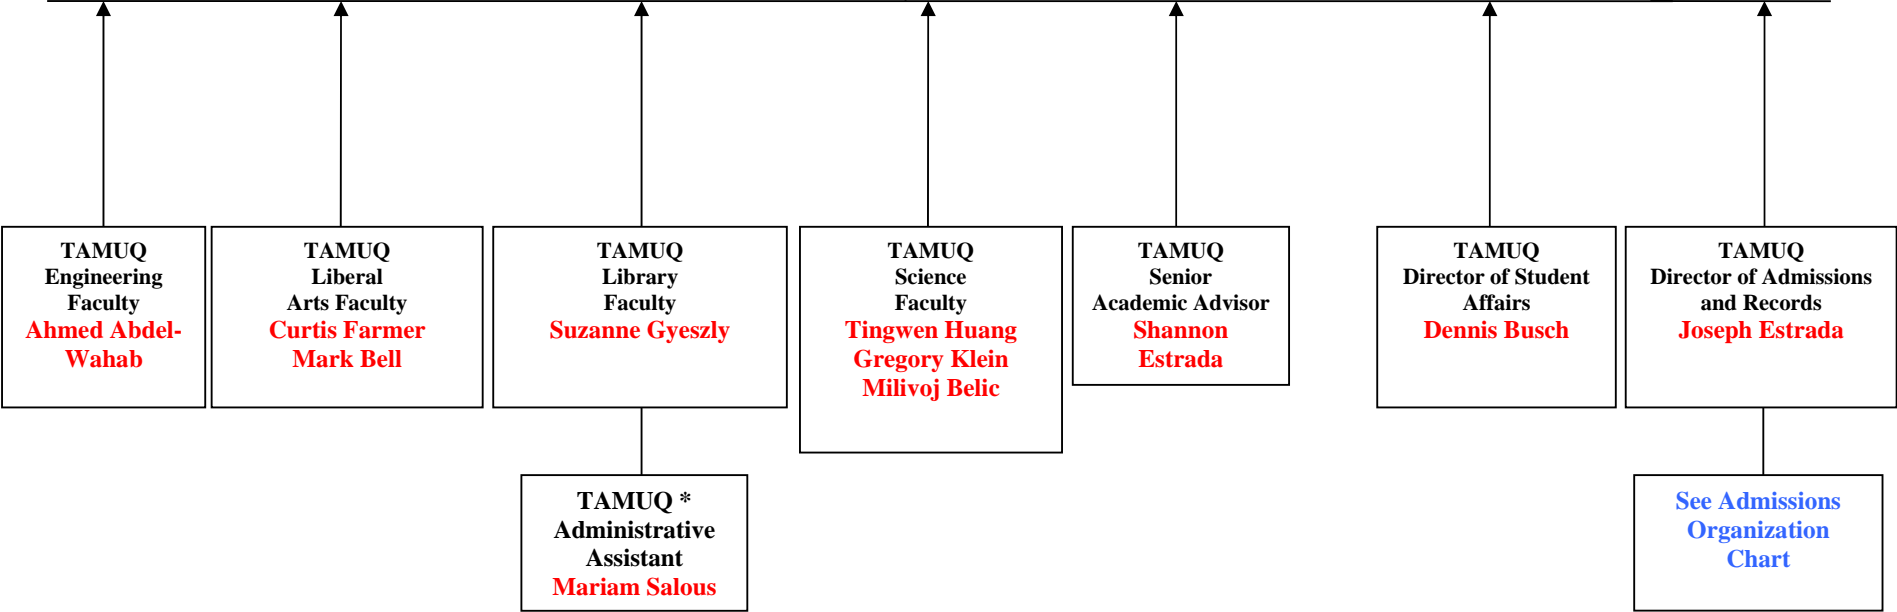 TAMUQ
Engineering
Faculty
Ahmed Abdel-
Wahab
TAMUQ
Liberal
Arts Faculty
Curtis Farmer
Mark Bell
TAMUQ
Library
Faculty
Suzanne Gyeszly
TAMUQ
Science
Faculty
Tingwen Huang
Gregory Klein
Milivoj Belic
TAMUQ
Senior
Academic Advisor
Shannon
Estrada
TAMUQ
Director of Student
Affairs
Dennis Busch
TAMUQ
Director of Admissions
and Records
Joseph Estrada
TAMUQ *
Administrative
Assistant
Mariam Salous
See Admissions
Organization
Chart